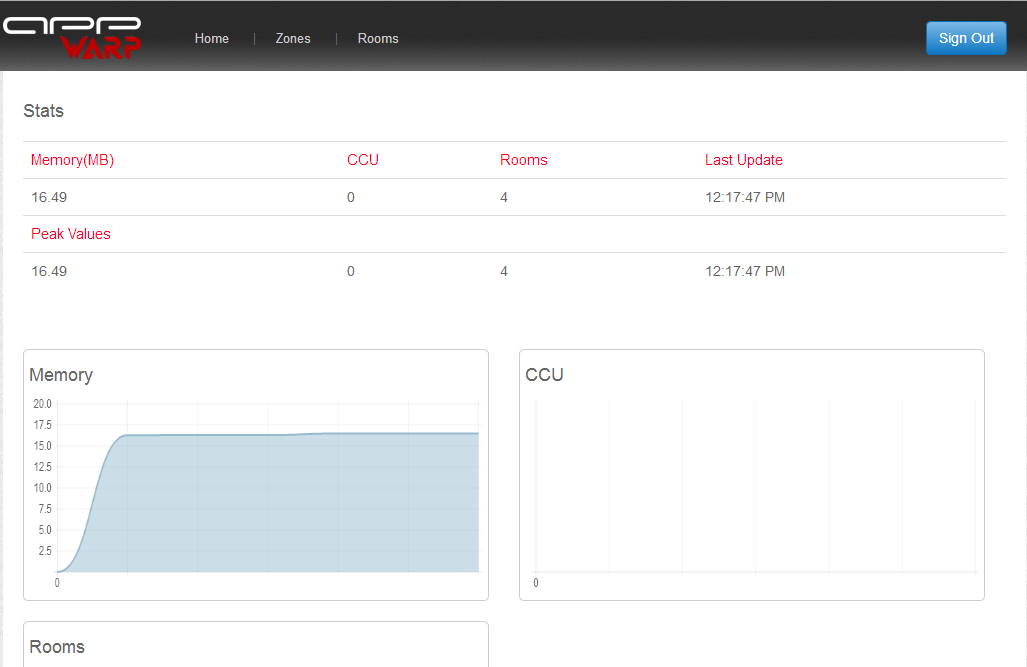 APP
WARP
Home | Zones | Rooms
Sign Out
Stats
Memory(MB) CCU Rooms Last Update
16.49 0 4 12:17:47 PM
Peak Values
16.49 0 4 12:17:47 PM
Memory
20.0
17.5
15.0
12.5
10.0
7.5
5.0
2.5
0
CCU
0
Rooms